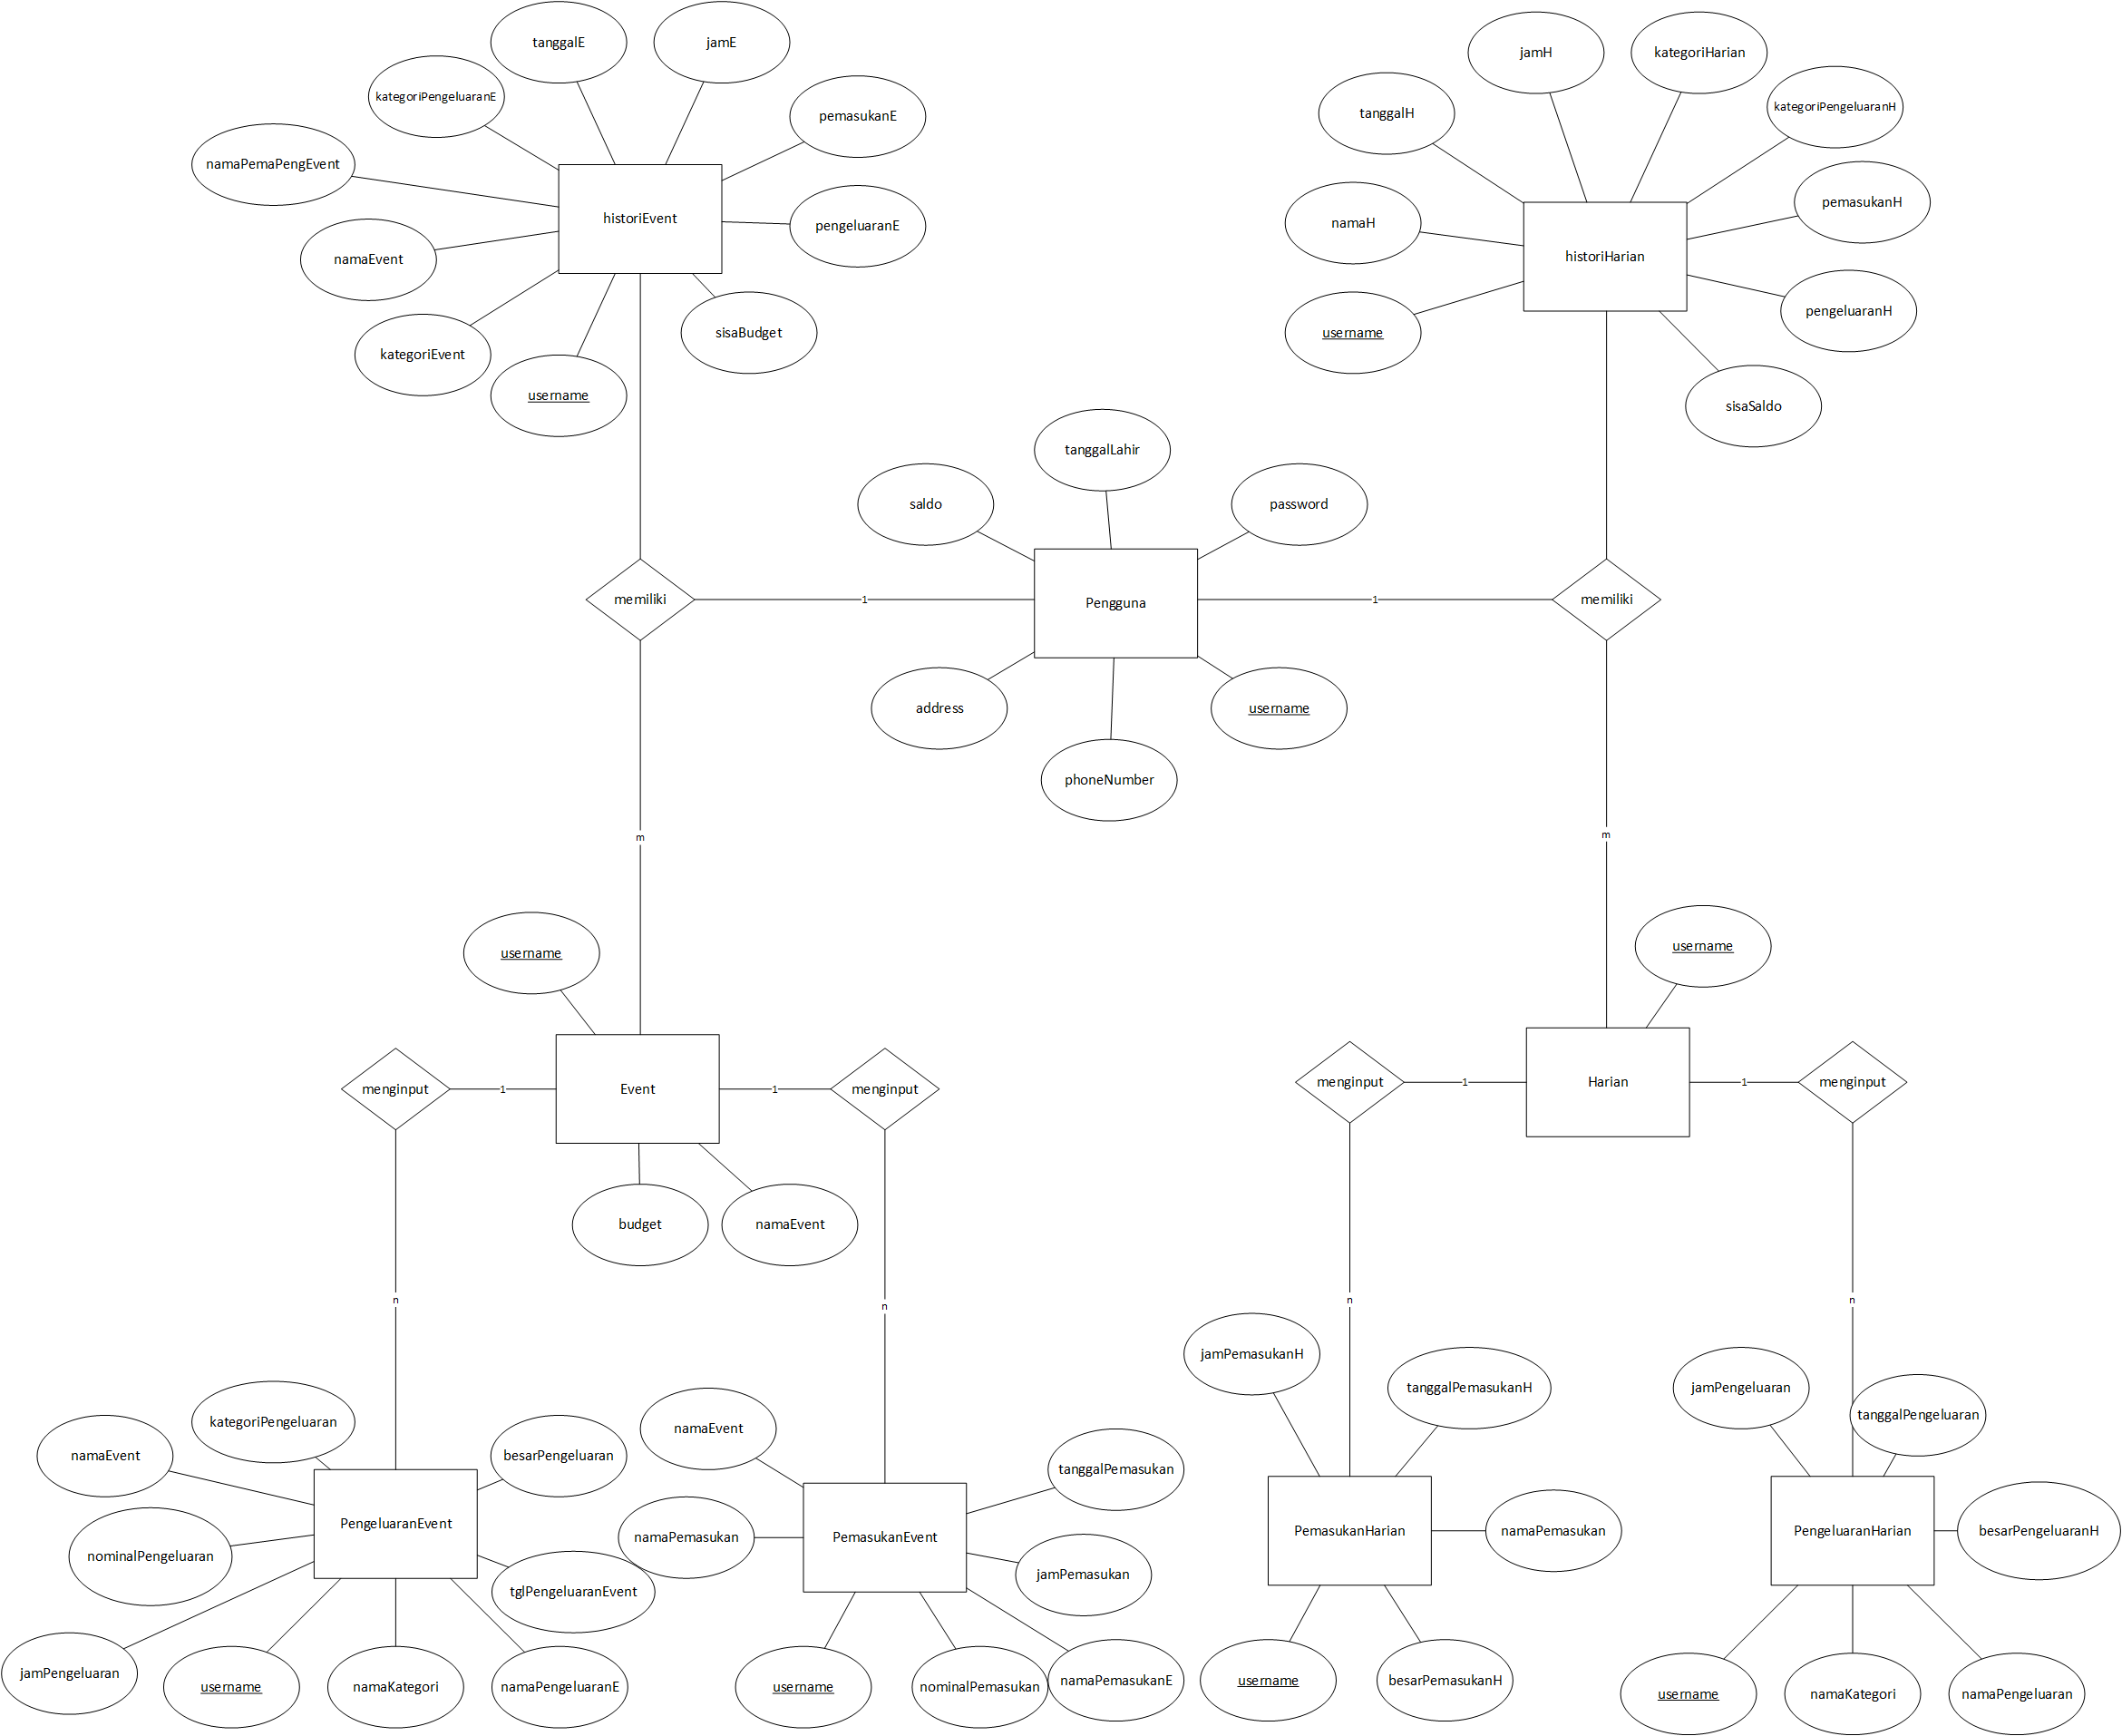 tanggalE
jamE
kategoriPengeluaranE
pemasukanE
namaPemaPengEvent
historiEvent
pengeluaranE
namaEvent
sisaBudget
kategoriEvent
username
jamH
kategoriHarian
tanggalH
kategoriPengeluaranH
pemasukanH
namaH
historiHarian
pengeluaranH
username
sisaSaldo
tanggalLahir
saldo
password
memiliki
1
Pengguna
1
memiliki
address
username
phoneNumber
m
m
username
username
menginput
1
Event
1
menginput
budget
namaEvent
menginput
1
Harian
1
menginput
n
n
n
n
kategoriPengeluaran
namaEvent
besarPengeluaran
PengeluaranEvent
nominalPengeluaran
tglPengeluaranEvent
jamPengeluaran
username
namaKategori
namaPengeluaranE
namaEvent
tanggalPemasukan
namaPemasukan
PemasukanEvent
jamPemasukan
username
nominalPemasukan
namaPemasukanE
jamPemasukanH
tanggalPemasukanH
PemasukanHarian
namaPemasukan
username
besarPemasukanH
jamPengeluaran
tanggalPengeluaran
PengeluaranHarian
besarPengeluaranH
username
namaKategori
namaPengeluaran